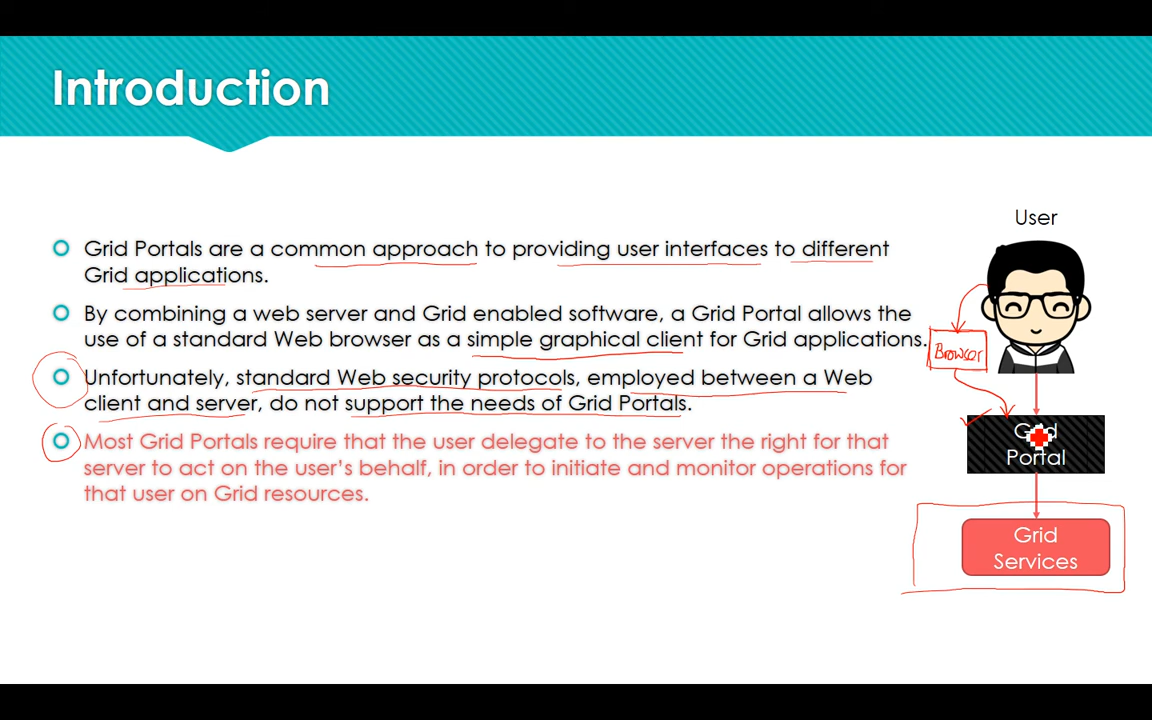 Introduction
User
Grid Portals are a common approach to providing user interfaces to different
Grid applications.
By combining a web server and Grid enabled software, a Grid Portal allows the
use of a standard Web browser as a simple graphical client for Grid applications.
Browser
Unfortunately, standard Web security protocols, employed between a Web
client and server, do not support the needs of Grid Portals.
Most Grid Portals require that the user delegate to the server the right for that
server to act on the user's behalf, in order to initiate and monitor operations for
that user on Grid resources.
Grid
Portal
Grid
Services